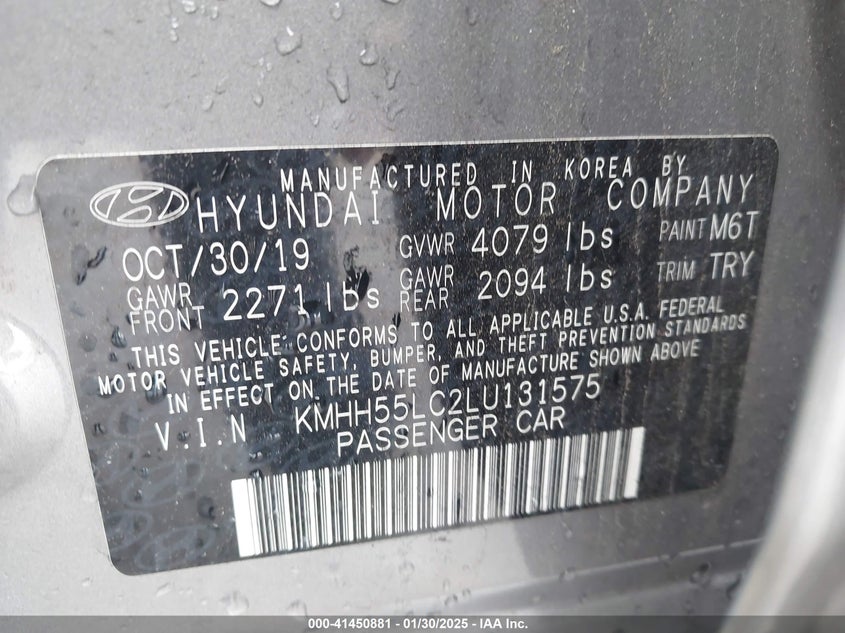 MANUFACTURED IN KOREA BY
HYUNDAI MOTOR COMPANY
OCT/30/19 GVWR 4079 lbs PAINT M6T
GAWR FRONT 2271 lbs GAWR REAR 2094 lbs TRIM TRY
THIS VEHICLE CONFORMS TO ALL APPLICABLE U.S.A. FEDERAL
MOTOR VEHICLE SAFETY, BUMPER, AND THEFT PREVENTION STANDARDS
IN EFFECT ON THE DATE OF MANUFACTURE SHOWN ABOVE
V.I.N KMHH55LC2LU131575
PASSENGER CAR
000-41450881 - 01/30/2025 - IAA Inc.